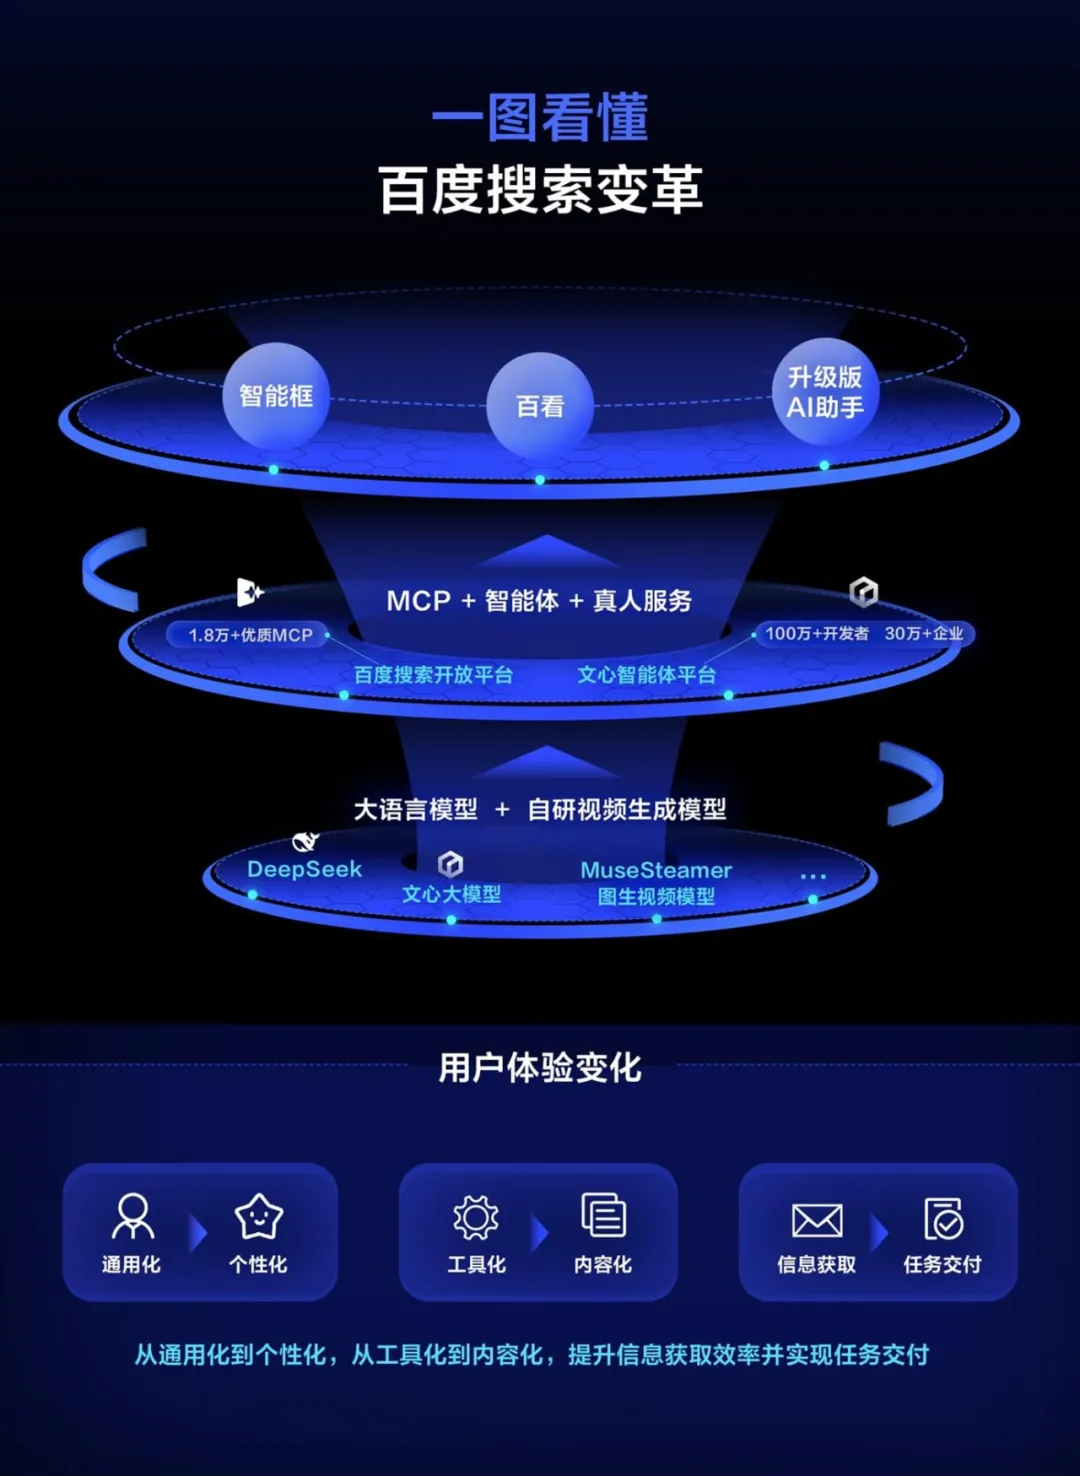 一图看懂
百度搜索变革
智能框
百看
升级版
AI助手
MCP + 智能体 + 真人服务
1.8万+优质MCP
100万+开发者 30万+企业
百度搜索开放平台
文心智能体平台
大语言模型 + 自研视频生成模型
DeepSeek
文心大模型
MuseSteamer
图生视频模型
...
用户体验变化
通用化
个性化
工具化
内容化
信息获取
任务交付
从通用化到个性化，从工具化到内容化，提升信息获取效率并实现任务交付